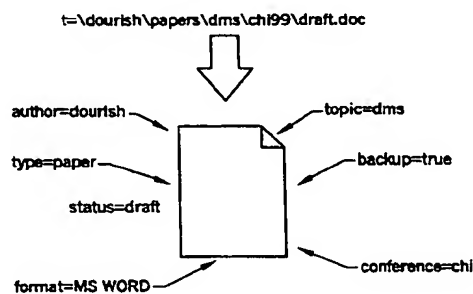 t=\dourish\papers\dms\chi99\draft.doc
author=dourish
topic=dms
type=paper
backup=true
status=draft
conference=chi
format=MS WORD